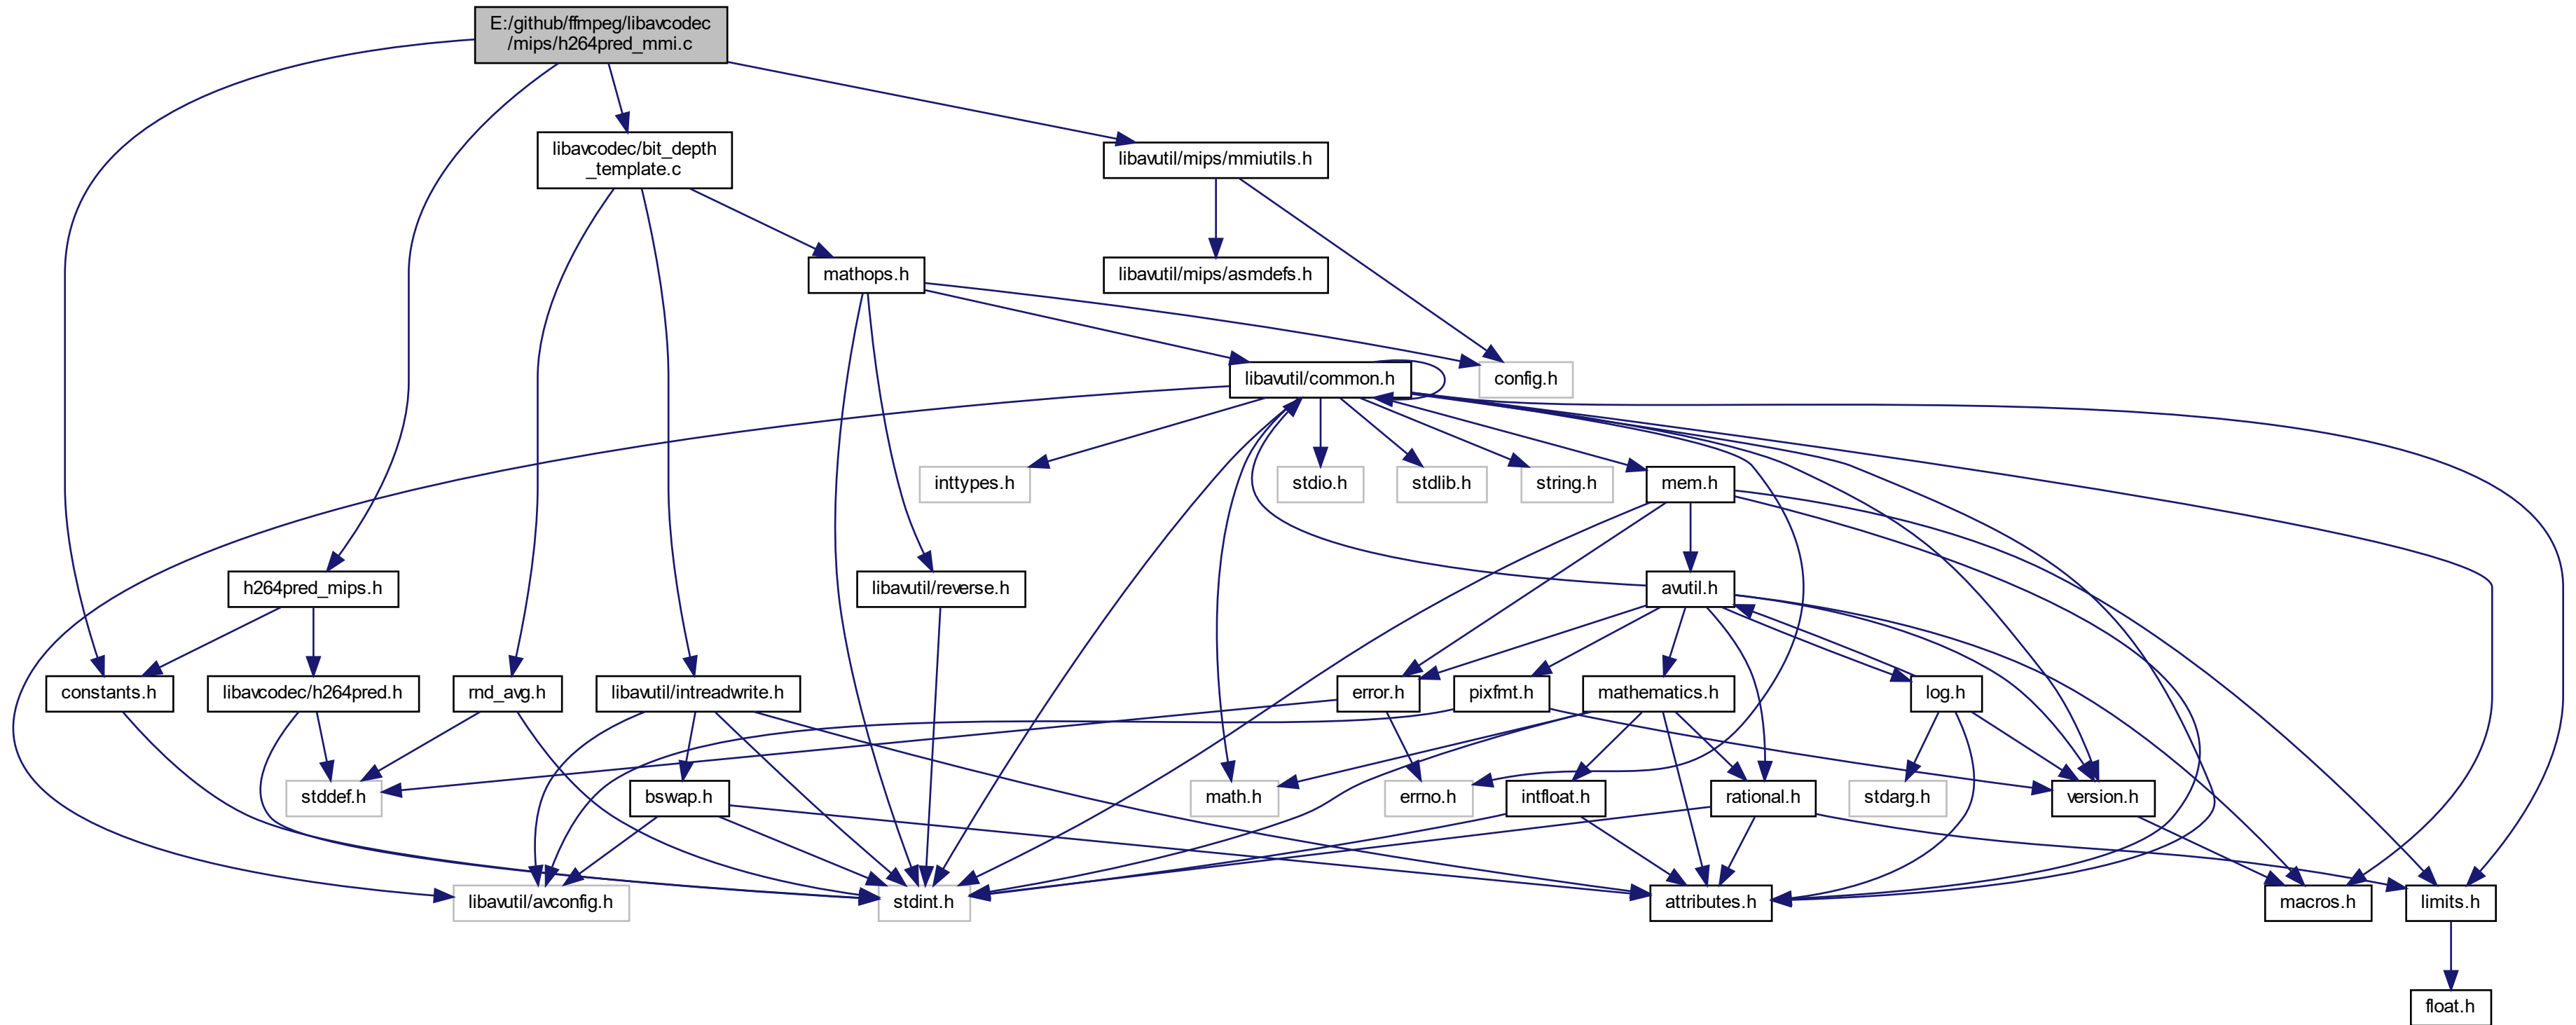 E:/github/ffmpeg/libavcodec
/mips/h264pred_mmi.c
libavcodec/bit_depth
_template.c
libavutil/mips/mmiutils.h
mathops.h
libavutil/mips/asmdefs.h
libavutil/common.h
config.h
inttypes.h
stdio.h
stdlib.h
string.h
mem.h
h264pred_mips.h
libavutil/reverse.h
avutil.h
constants.h
libavcodec/h264pred.h
rnd_avg.h
libavutil/intreadwrite.h
error.h
pixfmt.h
mathematics.h
log.h
stddef.h
bswap.h
math.h
errno.h
intfloat.h
rational.h
stdarg.h
version.h
libavutil/avconfig.h
stdint.h
attributes.h
macros.h
limits.h
float.h